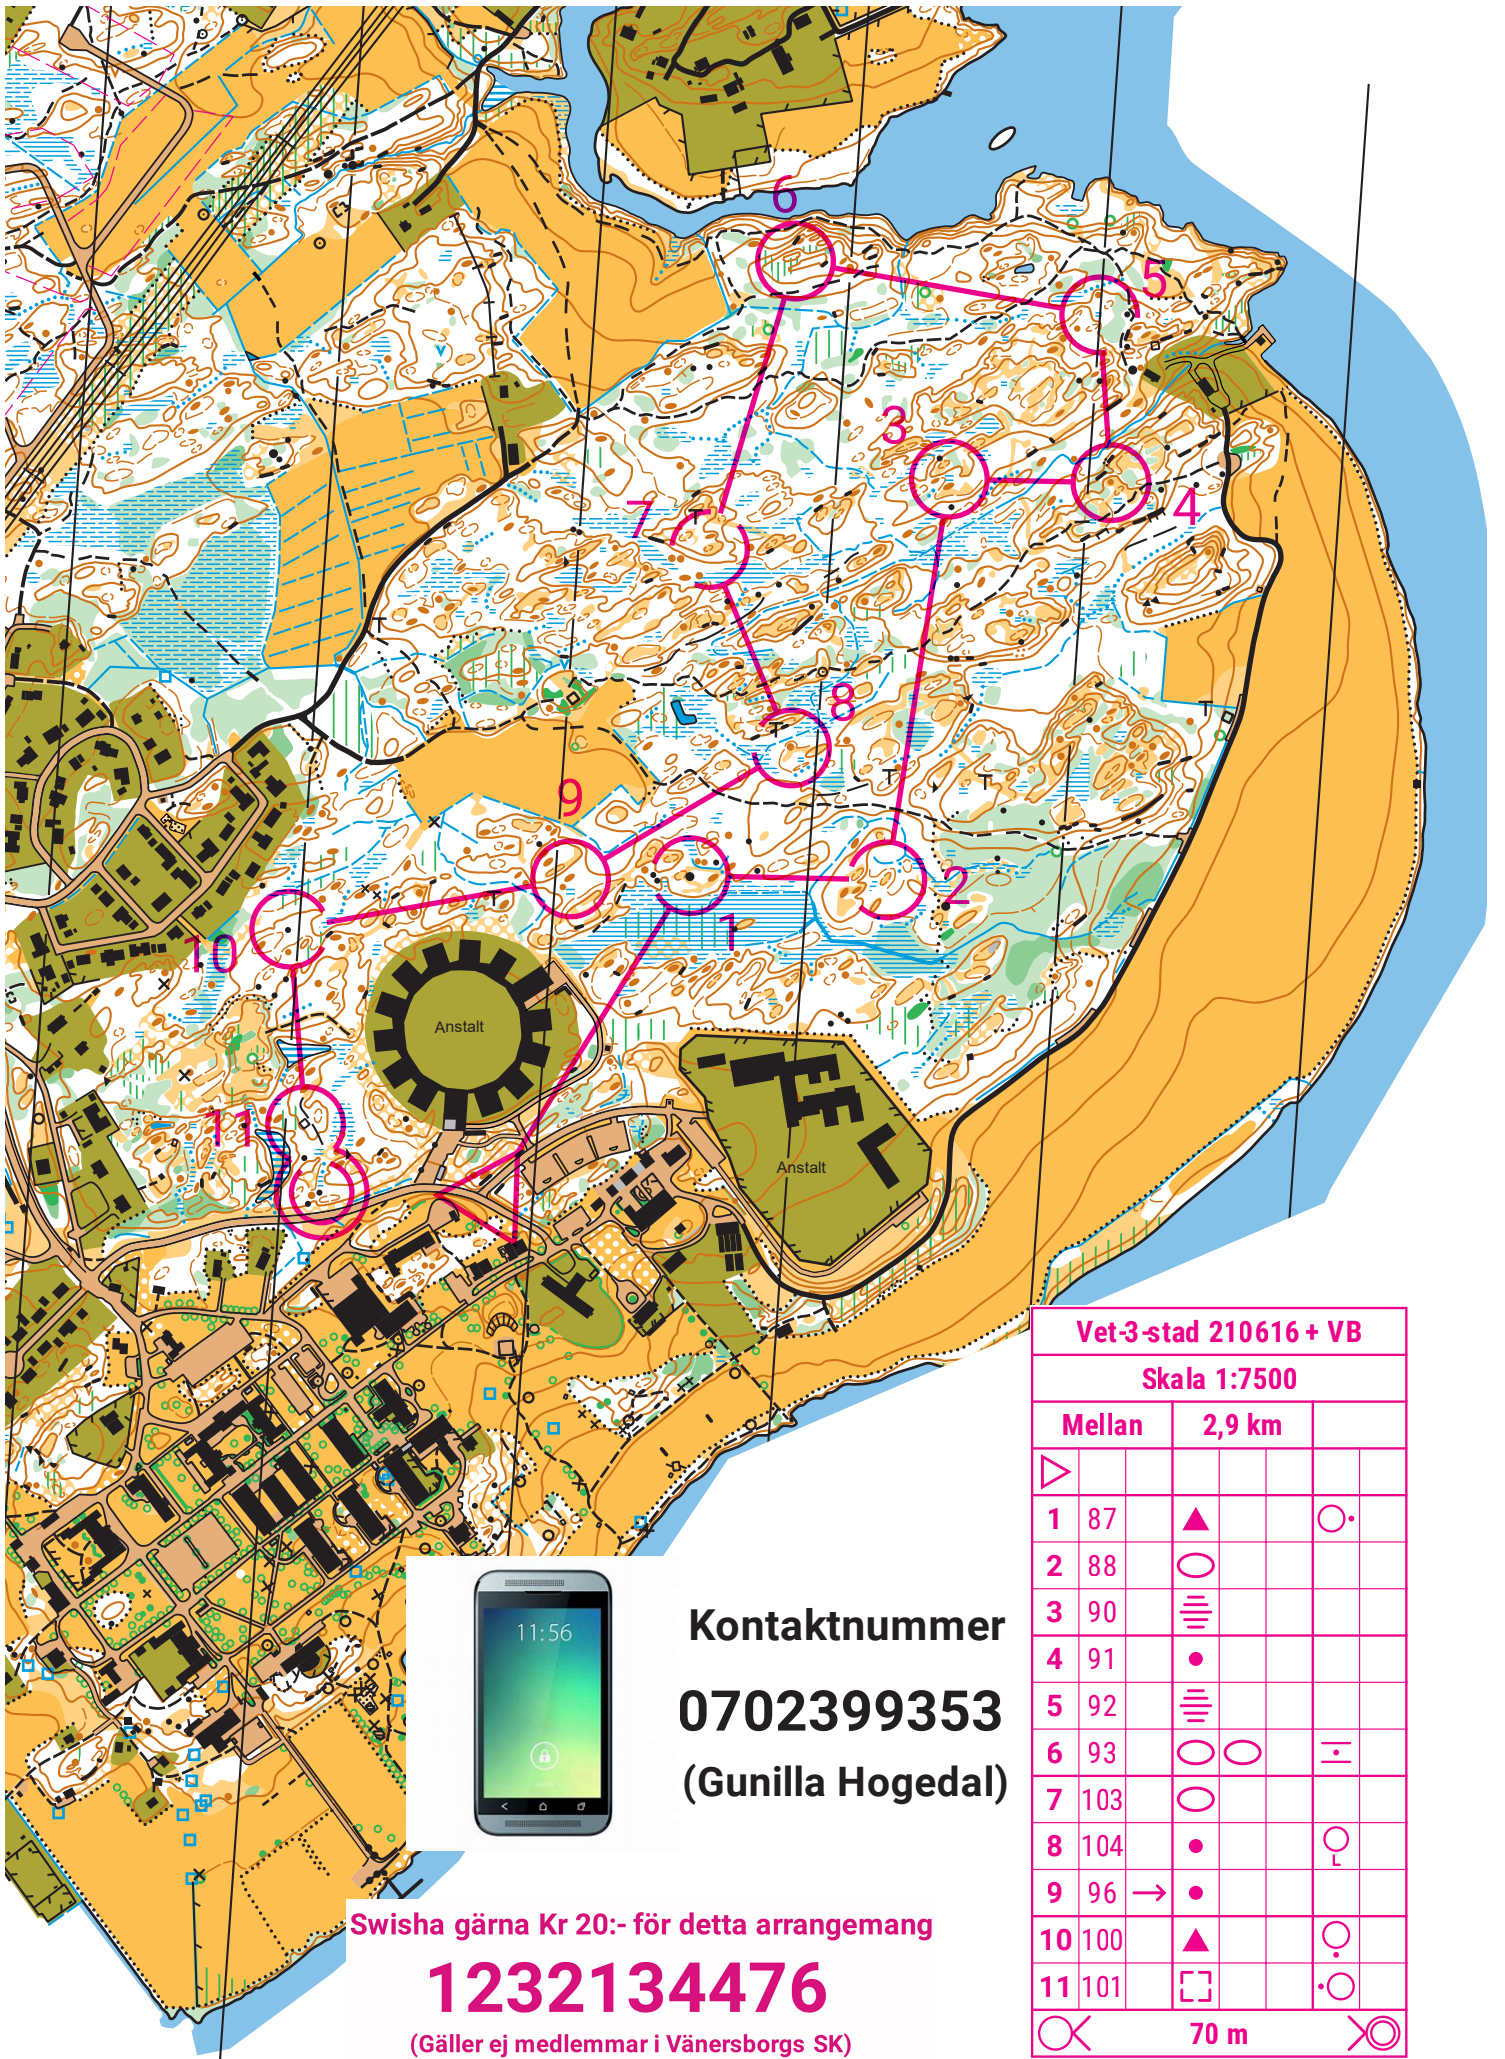 6
5
3
4
7
8
9
2
1
10
Anstalt
11
Anstalt
Vet-3-stad 210616 + VB
Skala 1:7500
Mellan 2,9 km
1 87
2 88
3 90
4 91
5 92
6 93
7 103
8 104
9 96
10 100
11 101
70 m
11:56
Kontaktnummer
0702399353
(Gunilla Hogedal)
Swisha gärna Kr 20:- för detta arrangemang
1232134476
(Gäller ej medlemmar i Vänersborgs SK)